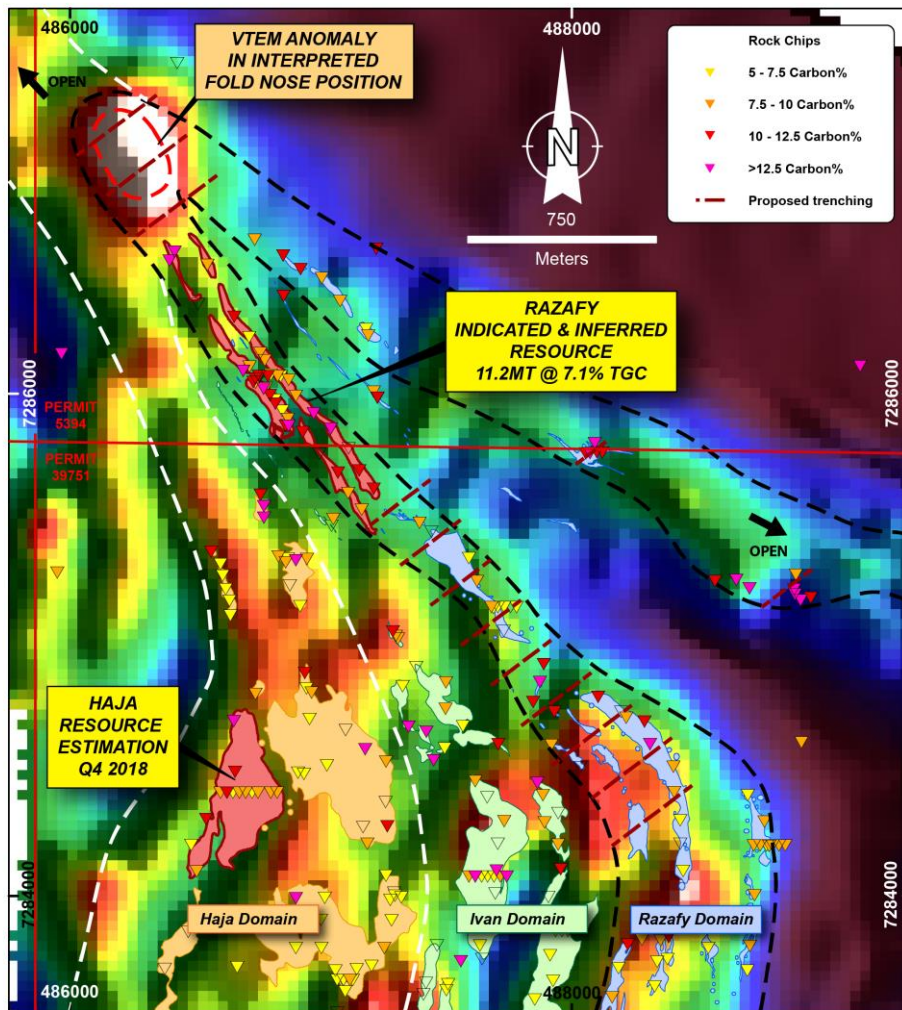 486000
488000
VTEM ANOMALY
IN INTERPRETED
FOLD NOSE POSITION
OPEN
N
750
Meters
Rock Chips
5 - 7.5 Carbon%
7.5 - 10 Carbon%
10 - 12.5 Carbon%
>12.5 Carbon%
Proposed trenching
RAZAFY
INDICATED & INFERRED
RESOURCE
11.2MT @ 7.1% TGC
7286000
7286000
PERMIT
5394
PERMIT
39751
OPEN
HAJA
RESOURCE
ESTIMATION
Q4 2018
7284000
7284000
Haja Domain
Ivan Domain
Razafy Domain
486000
488000